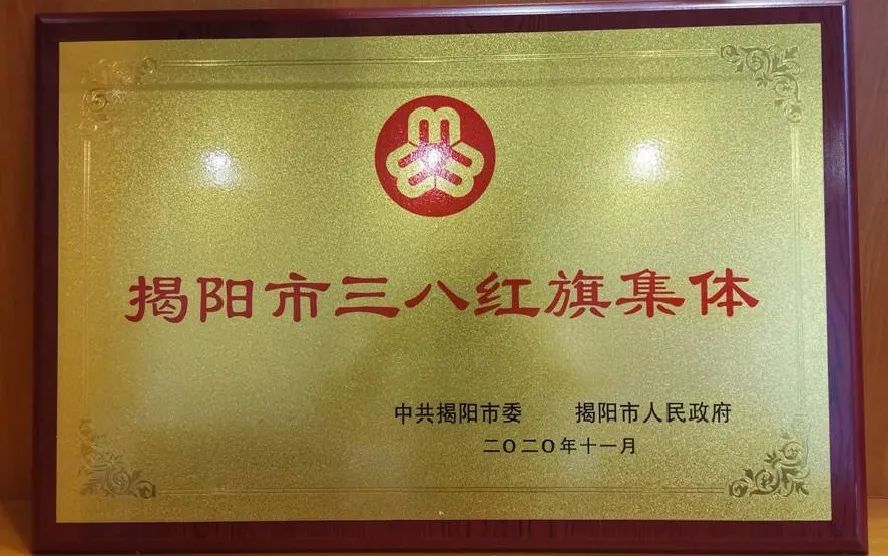 揭阳市三八红旗集体
中共揭阳市委 揭阳市人民政府
二〇二〇年十一月